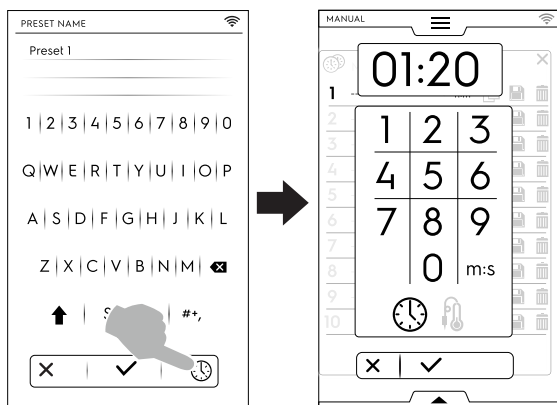 PRESET NAME
Preset 1
1 2 3 4 5 6 7 8 9 0
Q W E R T Y U I O P
A S D F G H J K L
Z X C V B N M
#+,
MANUAL
01:20
1
2
3
4
5
6
7
8
9
10
1 2 3
4 5 6
7 8 9
0 m:s